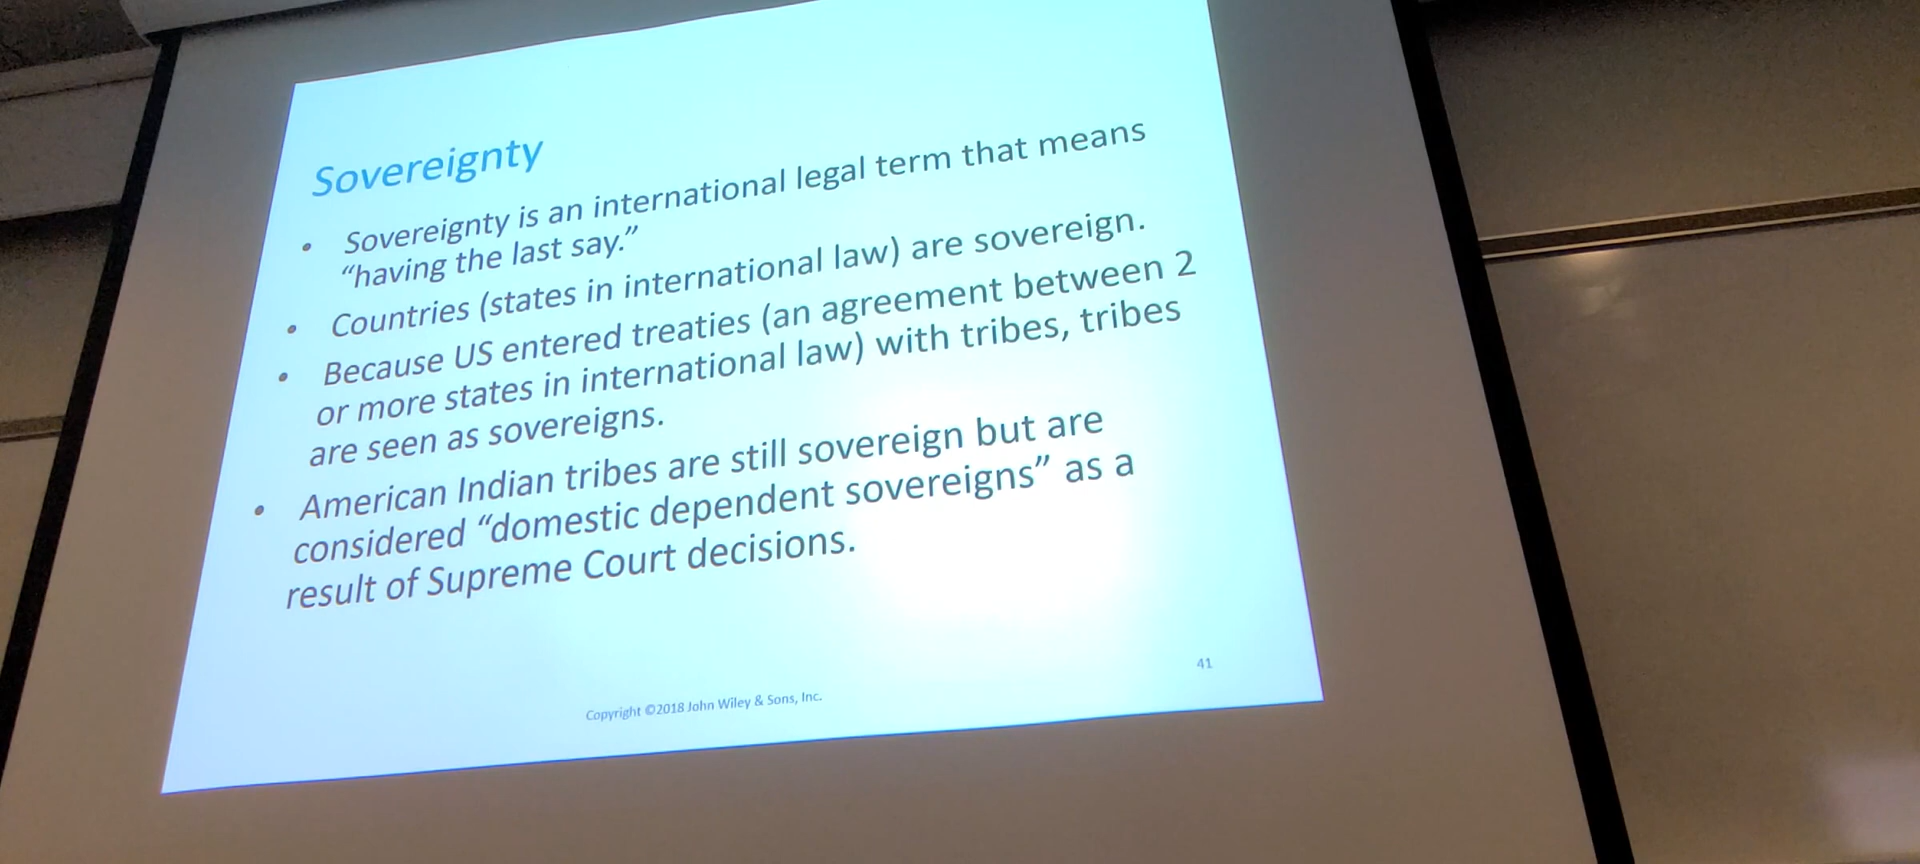 Sovereignty
• Sovereignty is an international legal term that means
“having the last say.”
• Countries (states in international law) are sovereign.
• Because US entered treaties (an agreement between 2
or more states in international law) with tribes, tribes
are seen as sovereigns.
• American Indian tribes are still sovereign but are
considered “domestic dependent sovereigns” as a
result of Supreme Court decisions.
41
Copyright ©2018 John Wiley & Sons, Inc.